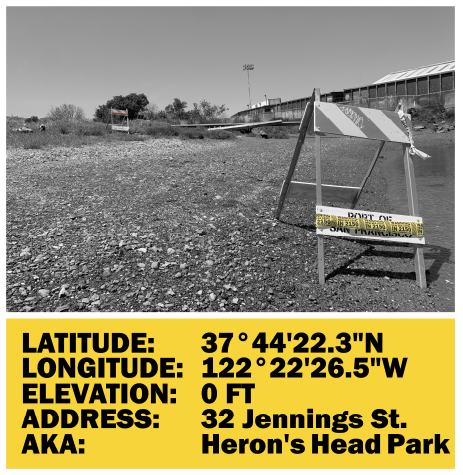 PORT OF
SAN FRANCISCO
LATITUDE: 37°44'22.3"N
LONGITUDE: 122°22'26.5"W
ELEVATION: 0 FT
ADDRESS: 32 Jennings St.
AKA: Heron's Head Park